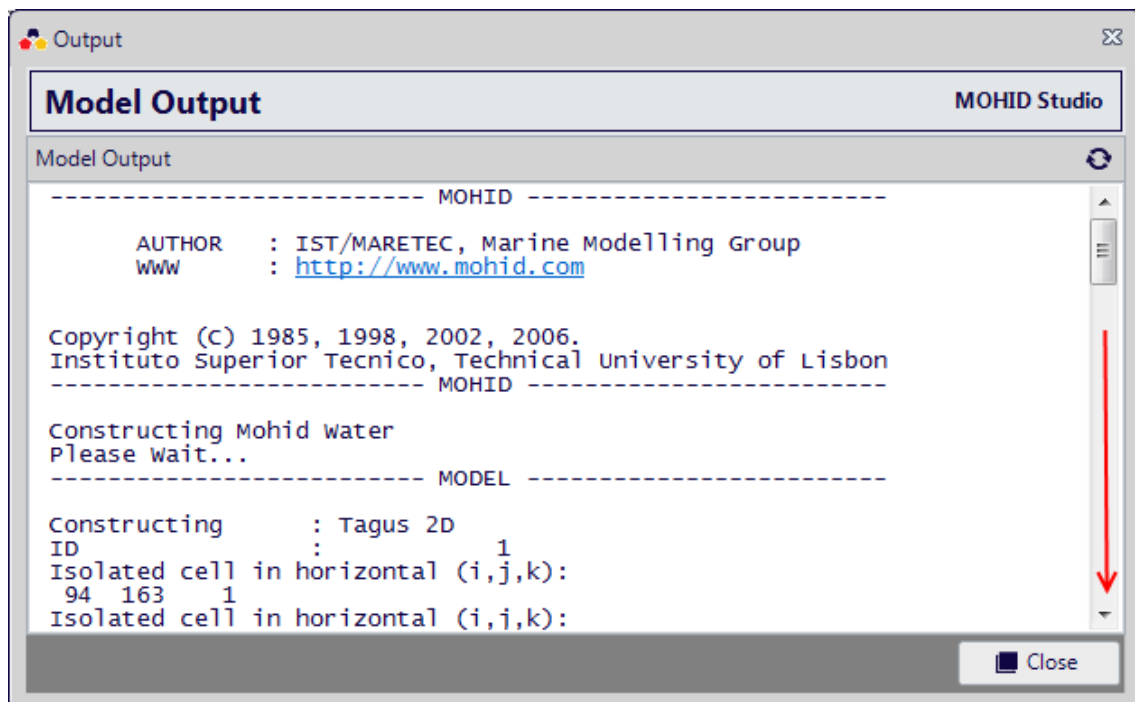 Output
Model Output
MOHID Studio
Model Output
-------------------------- MOHID -------------------------
AUTHOR   : IST/MARETEC, Marine Modelling Group
WWW      : http://www.mohid.com
Copyright (C) 1985, 1998, 2002, 2006.
Instituto Superior Tecnico, Technical University of Lisbon
-------------------------- MOHID -------------------------
Constructing Mohid Water
Please Wait...
-------------------------- MODEL -------------------------
Constructing      : Tagus 2D
ID                :            1
Isolated cell in horizontal (i,j,k):
94  163    1
Isolated cell in horizontal (i,j,k):
Close